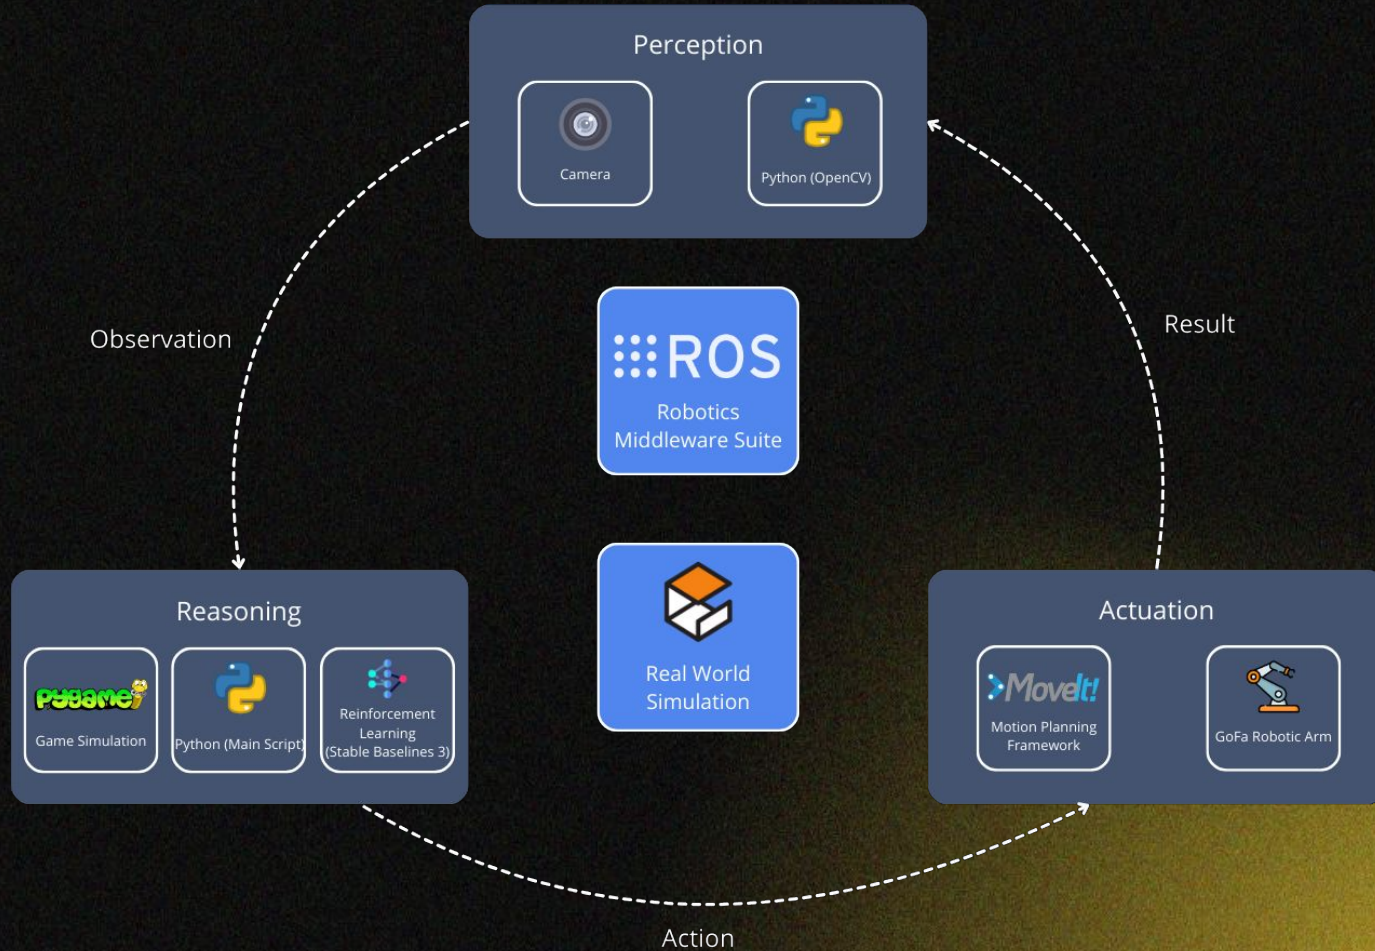 Perception
Camera
Python (OpenCV)
Observation
Result
ROS
Robotics
Middleware Suite
Real World
Simulation
Reasoning
pygame
Game Simulation
Python (Main Script)
Reinforcement
Learning
(Stable Baselines 3)
Actuation
MoveIt!
Motion Planning
Framework
GoFa Robotic Arm
Action